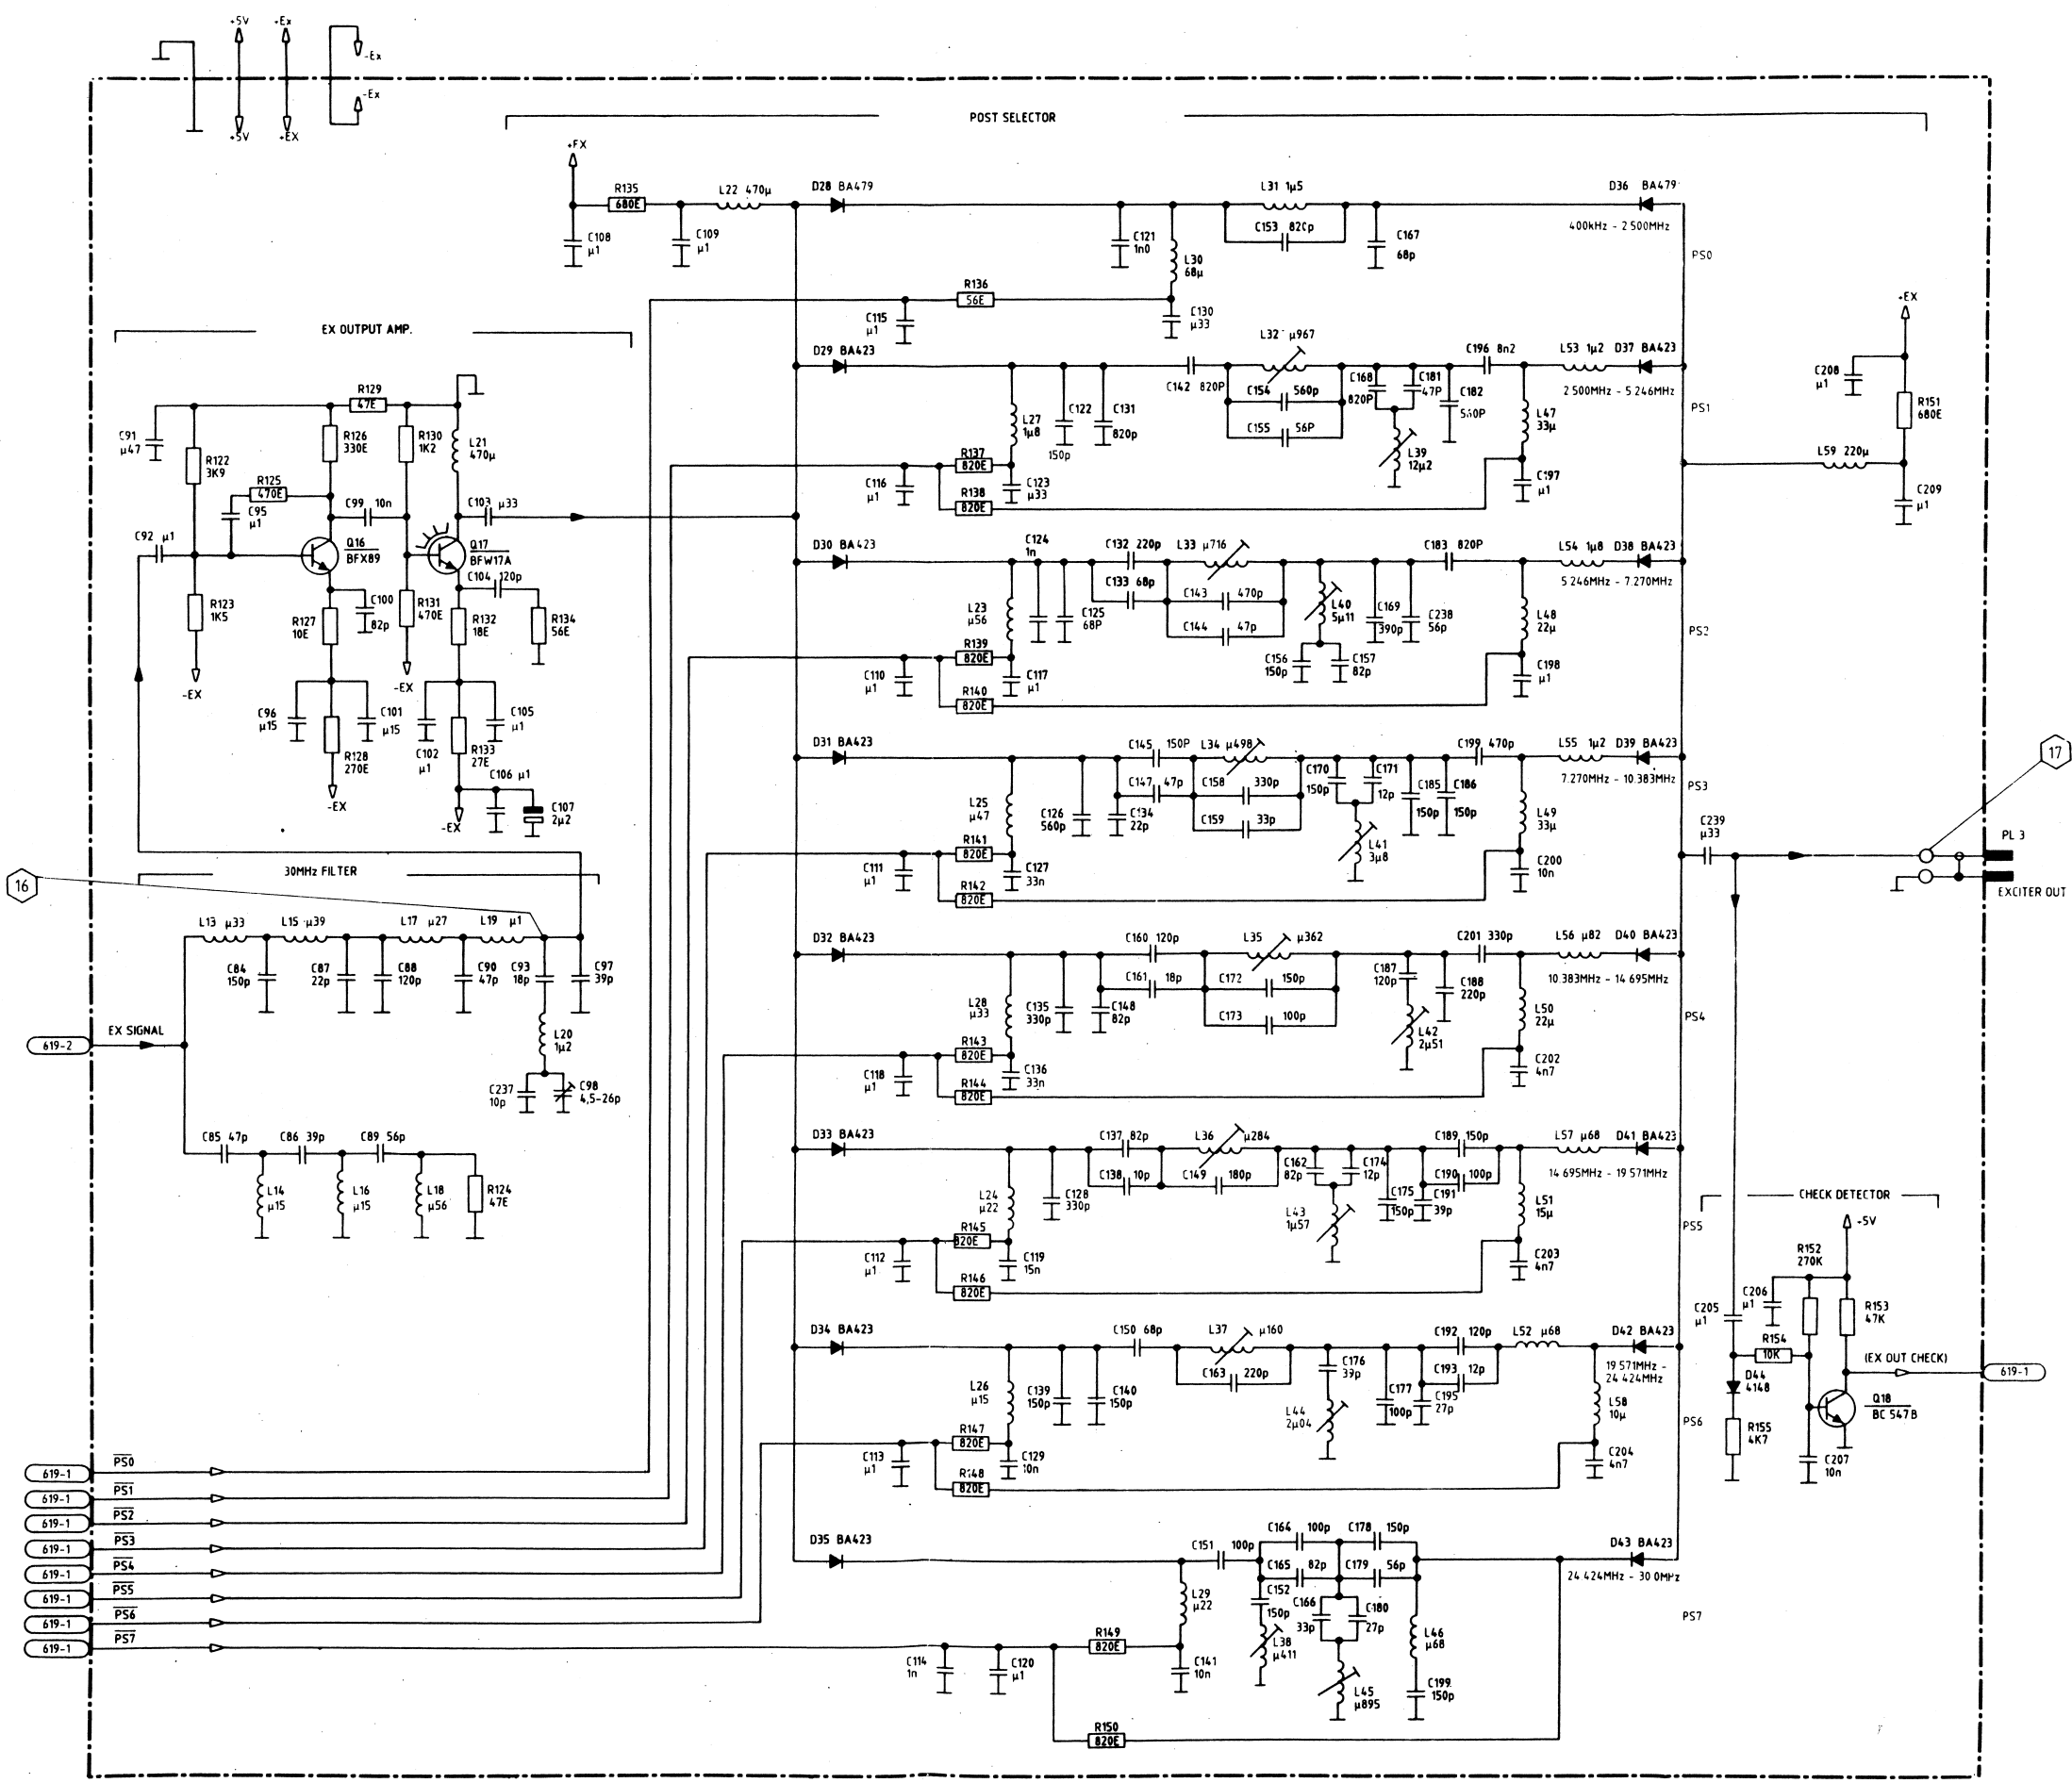 +5V
+Ex
-Ex
-Ex
+5V
+EX
POST SELECTOR
+EX
R135
680E
L22 470µ
D28 BA479
L31 1µ5
D36 BA479
C108
µ1
C109
µ1
C121
1n0
C153 820p
C167
68p
400kHz - 2 500MHz
L30
68µ
PS0
R136
56E
C115
µ1
C130
µ33
+EX
EX OUTPUT AMP.
D29 BA423
C142 820P
L32 µ967
C154 560p
C155 56P
C168
820P
C181
47P
C182
560P
C196 8n2
L53 1µ2
D37 BA423
2 500MHz - 5 246MHz
PS1
L27
1µ8
C122
150p
C131
820p
L39
12µ2
L47
33µ
R137
820E
C116
µ1
C123
µ33
R138
820E
C197
µ1
C208
µ1
R151
680E
L59 220µ
C209
µ1
R129
47E
C91
µ47
R122
3K9
R126
330E
R130
1K2
L21
470µ
R125
470E
C95
µ1
C99 10n
C103 µ33
C92 µ1
Q16
BFX89
Q17
BFW17A
C104 120p
R123
1K5
R127
10E
C100
82p
R131
470E
R132
18E
R134
56E
-EX
-EX
C96
µ15
C101
µ15
C102
µ1
C105
µ1
R128
270E
R133
27E
C106 µ1
C107
2µ2
-EX
-EX
D30 BA423
C124
1n
C132 220p
C133 68p
L33 µ716
C143 470p
C144 47p
C183 820P
L54 1µ8
D38 BA423
5 246MHz - 7 270MHz
PS2
L23
µ56
C125
68P
L40
5µ11
C169
390p
C238
56p
L48
22µ
R139
820E
C110
µ1
C117
µ1
C156
150p
C157
82p
C198
µ1
R140
820E
D31 BA423
C145 150P
C147 47p
L34 µ498
C158 330p
C159 33p
C170
150p
C171
12p
C185
150p
C186
150p
C199 470p
L55 1µ2
D39 BA423
7.270MHz - 10.383MHz
PS3
L25
µ47
C126
560p
C134
22p
L41
3µ8
L49
33µ
R141
820E
C111
µ1
C127
33n
R142
820E
C200
10n
17
C239
µ33
PL 3
EXCITER OUT
16
30MHz FILTER
L13 µ33
L15 µ39
L17 µ27
L19 µ1
C84
150p
C87
22p
C88
120p
C90
47p
C93
18p
C97
39p
619-2
EX SIGNAL
L20
1µ2
C237
10p
C98
4,5-26p
C85 47p
C86 39p
C89 56p
L14
µ15
L16
µ15
L18
µ56
R124
47E
D32 BA423
C160 120p
C161 18p
L35 µ362
C172 150p
C173 100p
C187
120p
C188
220p
C201 330p
L56 µ82
D40 BA423
10.383MHz - 14 695MHz
PS4
L28
µ33
C135
330p
C148
82p
L42
2µ51
L50
22µ
R143
820E
C118
µ1
C136
33n
R144
820E
C202
4n7
D33 BA423
C137 82p
C138 10p
L36 µ284
C149 180p
C162
82p
C174
12p
C175
150p
C189 150p
C190 100p
C191
39p
L57 µ68
D41 BA423
14 695MHz - 19 571MHz
PS5
L24
µ22
C128
330p
L43
1µ57
L51
15µ
R145
820E
C112
µ1
C119
15n
R146
820E
C203
4n7
CHECK DETECTOR
+5V
R152
270K
C206
µ1
R153
47K
C205
µ1
R154
10K
D44
4148
(EX OUT CHECK)
619-1
Q18
BC 547B
R155
4K7
C207
10n
D34 BA423
C150 68p
L37 µ160
C163 220p
C176
39p
C177
100p
C192 120p
C193 12p
C195
27p
L52 µ68
D42 BA423
19 571MHz -
24 424MHz
PS6
L26
µ15
C139
150p
C140
150p
L44
2µ04
L58
10µ
R147
820E
C113
µ1
C129
10n
R148
820E
C204
4n7
619-1 PS0
619-1 PS1
619-1 PS2
619-1 PS3
619-1 PS4
619-1 PS5
619-1 PS6
619-1 PS7
D35 BA423
C151 100p
C164 100p
C178 150p
C165 82p
C179 56p
D43 BA423
24 424MHz - 30 0MHz
PS7
L29
µ22
C152
150p
C166
33p
C180
27p
L38
µ411
L46
µ68
R149
820E
C114
1n
C120
µ1
C141
10n
L45
µ895
C199
150p
R150
820E